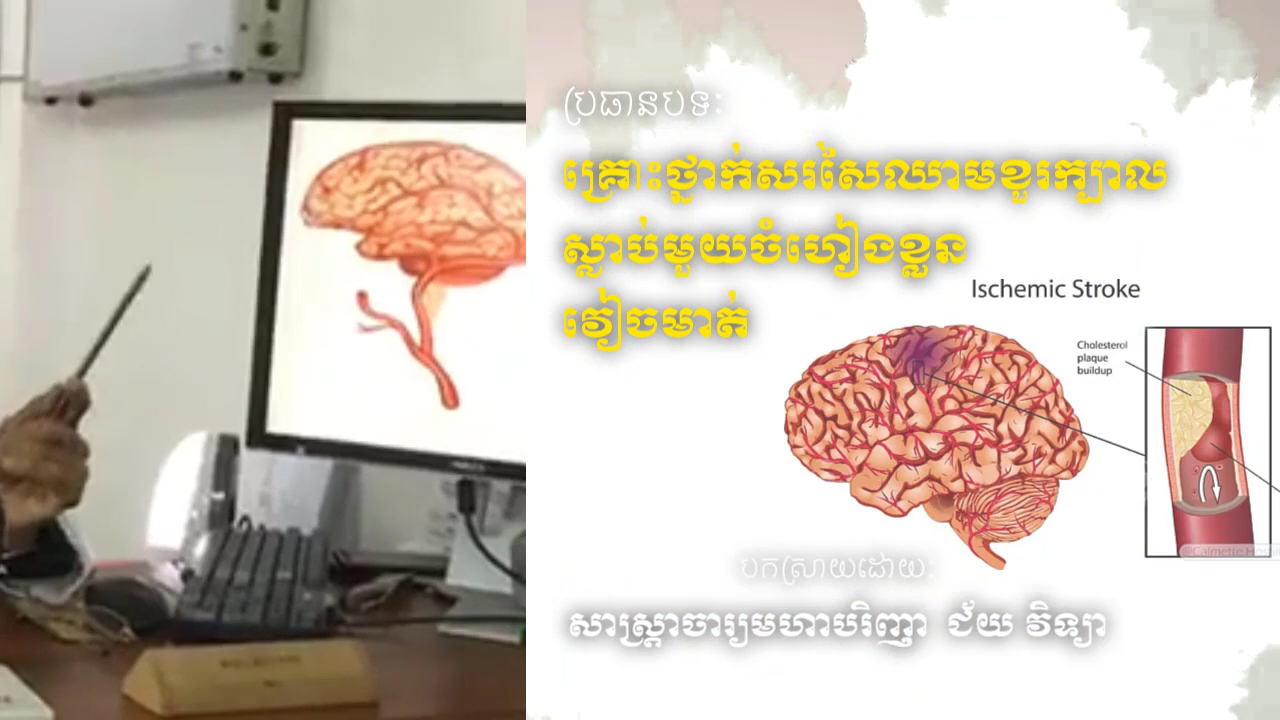 ប្រធានបទៈ
គ្រោះថ្នាក់សរសៃឈាមខួរក្បាល
ស្លាប់មួយចំហៀងខ្លួន
វៀចមាត់
Ischemic Stroke
Cholesterol
plaque
buildup
©Calmette Hospit
បកស្រាយដោយៈ
សាស្ត្រាចារ្យមហាបរិញ្ញា ជ័យ វិទ្យា